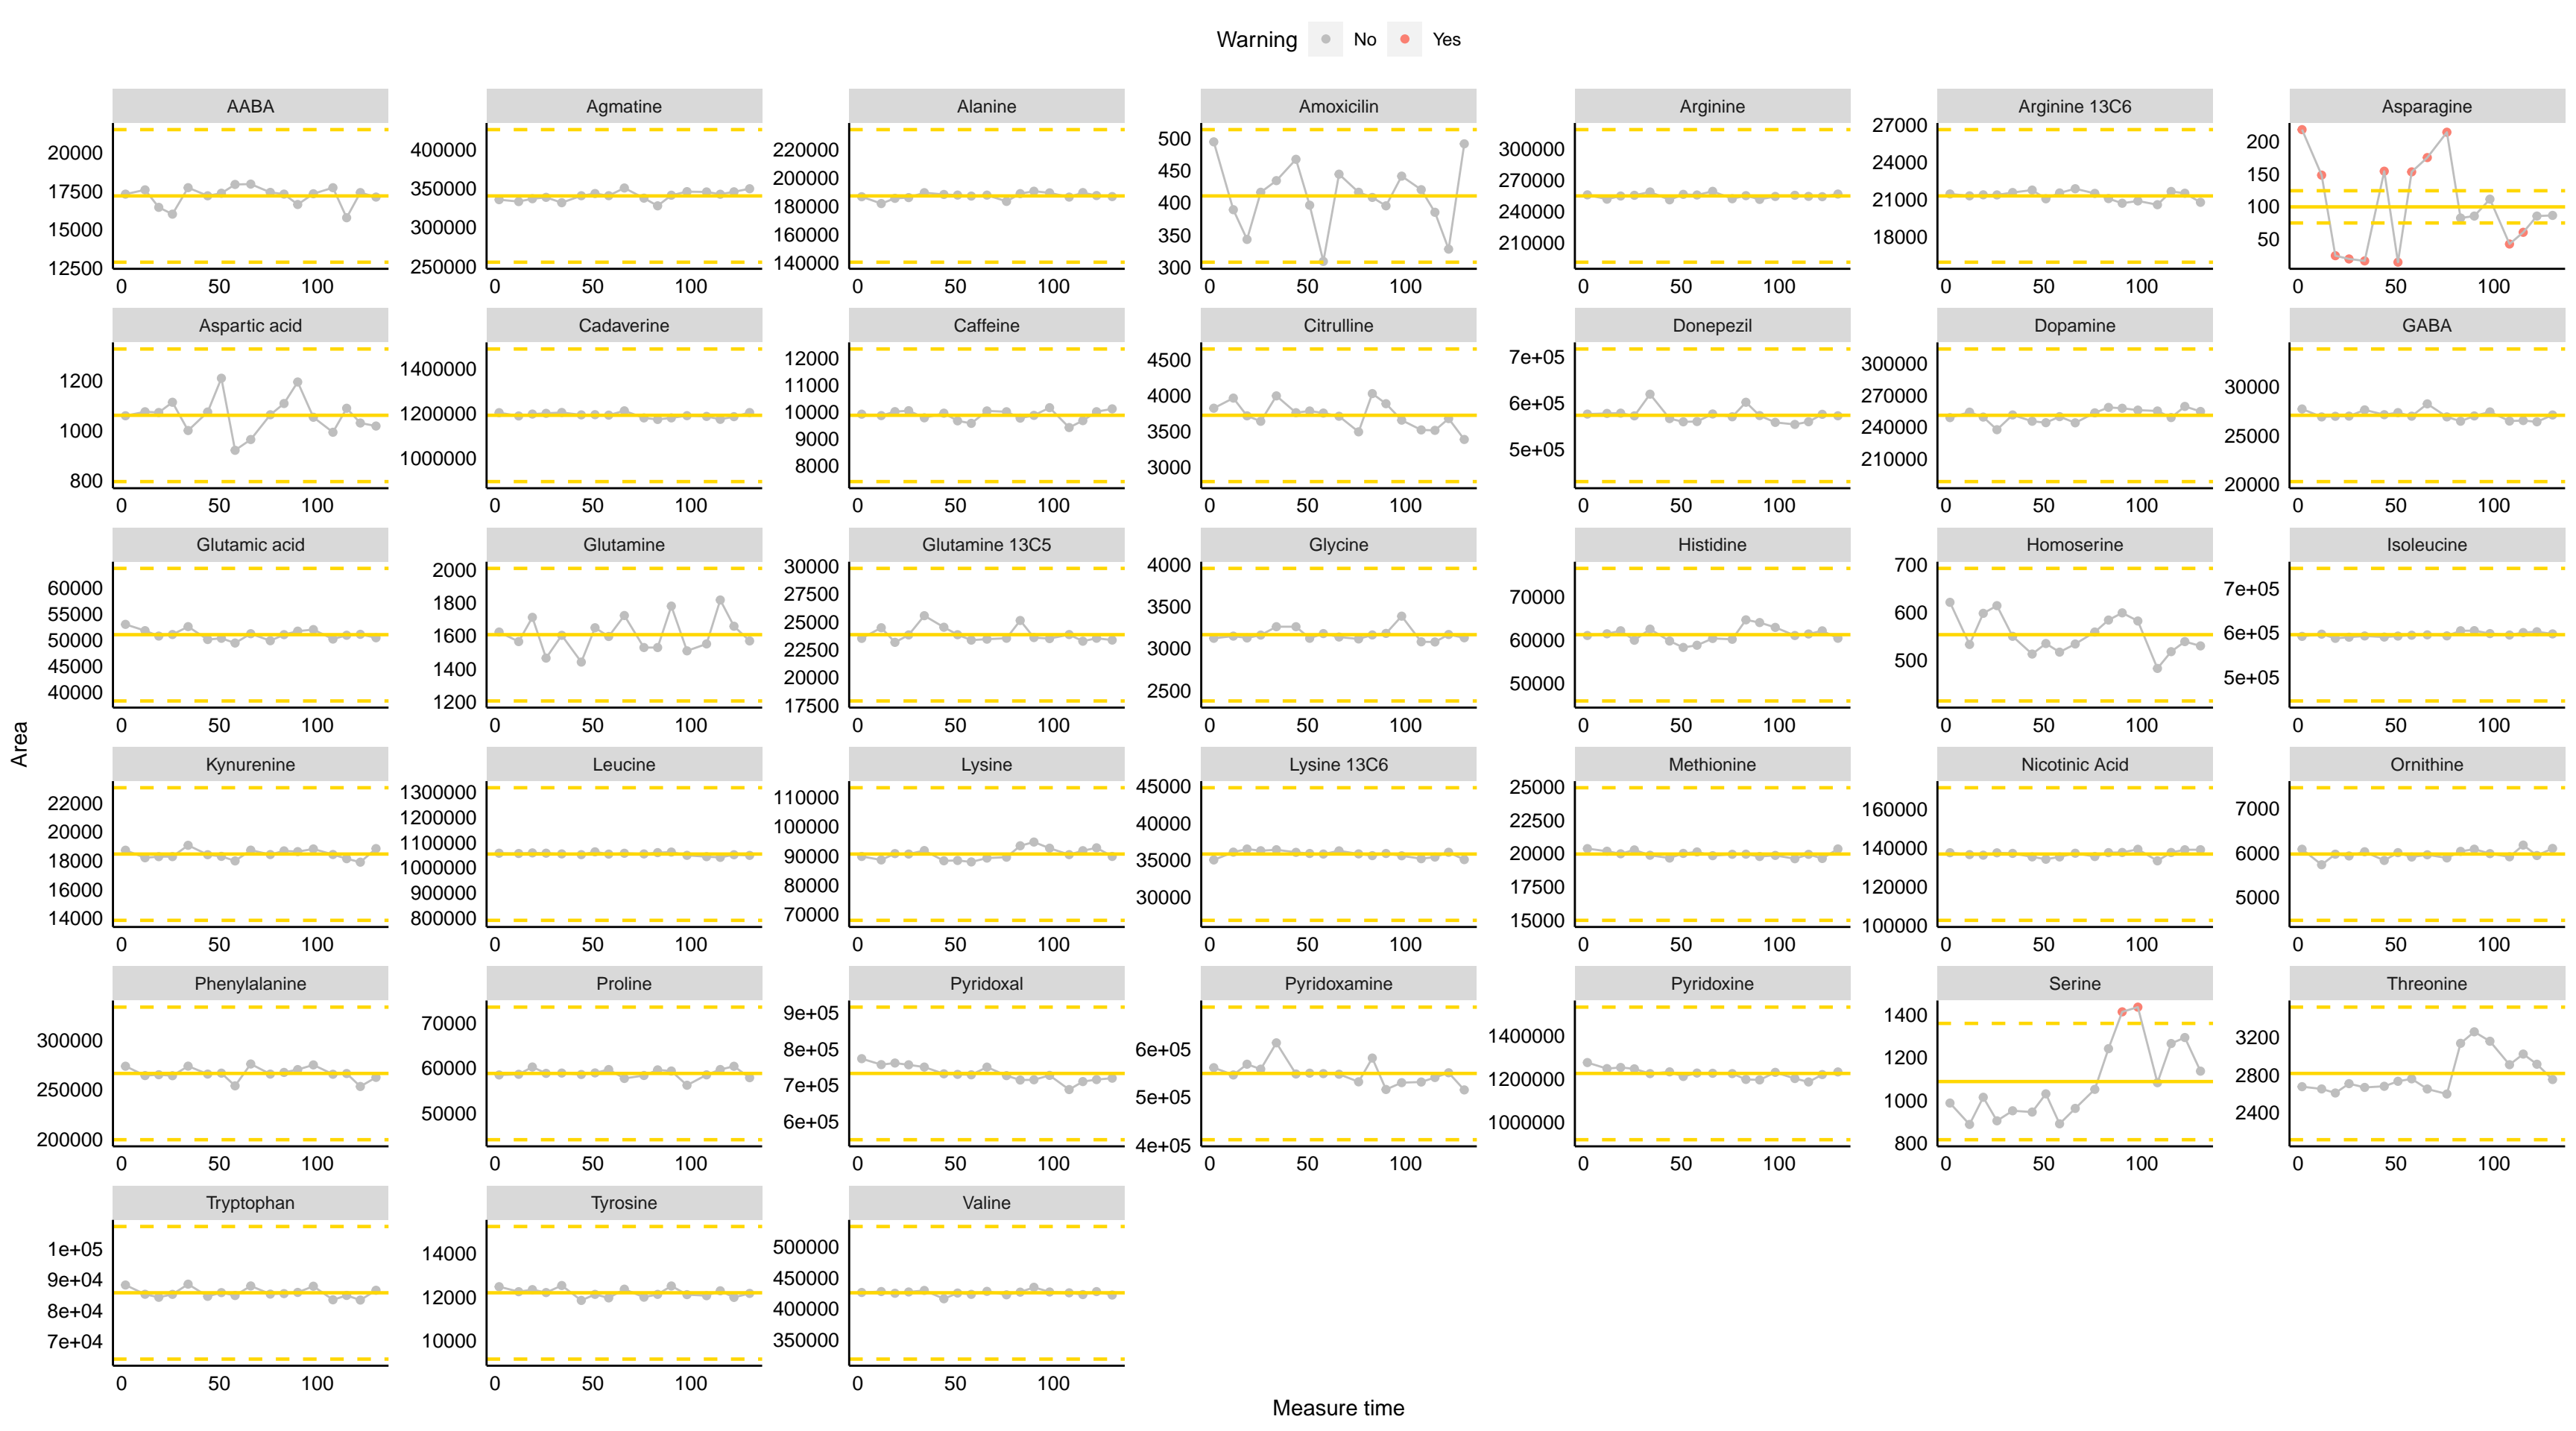 Warning No Yes
AABA Agmatine Alanine Amoxicilin Arginine Arginine 13C6 Asparagine
20000 17500 15000 12500
400000 350000 300000 250000
220000 200000 180000 160000 140000
500 450 400 350 300
300000 270000 240000 210000
27000 24000 21000 18000
200 150 100 50
0 50 100 0 50 100 0 50 100 0 50 100 0 50 100 0 50 100 0 50 100
Aspartic acid Cadaverine Caffeine Citrulline Donepezil Dopamine GABA
1200 1000 800
1400000 1200000 1000000
12000 11000 10000 9000 8000
4500 4000 3500 3000
7e+05 6e+05 5e+05
300000 270000 240000 210000
30000 25000 20000
0 50 100 0 50 100 0 50 100 0 50 100 0 50 100 0 50 100 0 50 100
Glutamic acid Glutamine Glutamine 13C5 Glycine Histidine Homoserine Isoleucine
60000 55000 50000 45000 40000
2000 1800 1600 1400 1200
30000 27500 25000 22500 20000 17500
4000 3500 3000 2500
70000 60000 50000
700 600 500
7e+05 6e+05 5e+05
0 50 100 0 50 100 0 50 100 0 50 100 0 50 100 0 50 100 0 50 100
Area
Kynurenine Leucine Lysine Lysine 13C6 Methionine Nicotinic Acid Ornithine
22000 20000 18000 16000 14000
1300000 1200000 1100000 1000000 900000 800000
110000 100000 90000 80000 70000
45000 40000 35000 30000
25000 22500 20000 17500 15000
160000 140000 120000 100000
7000 6000 5000
0 50 100 0 50 100 0 50 100 0 50 100 0 50 100 0 50 100 0 50 100
Phenylalanine Proline Pyridoxal Pyridoxamine Pyridoxine Serine Threonine
300000 250000 200000
70000 60000 50000
9e+05 8e+05 7e+05 6e+05
6e+05 5e+05 4e+05
1400000 1200000 1000000
1400 1200 1000 800
3200 2800 2400
0 50 100 0 50 100 0 50 100 0 50 100 0 50 100 0 50 100 0 50 100
Tryptophan Tyrosine Valine
1e+05 9e+04 8e+04 7e+04
14000 12000 10000
500000 450000 400000 350000
0 50 100 0 50 100 0 50 100
Measure time